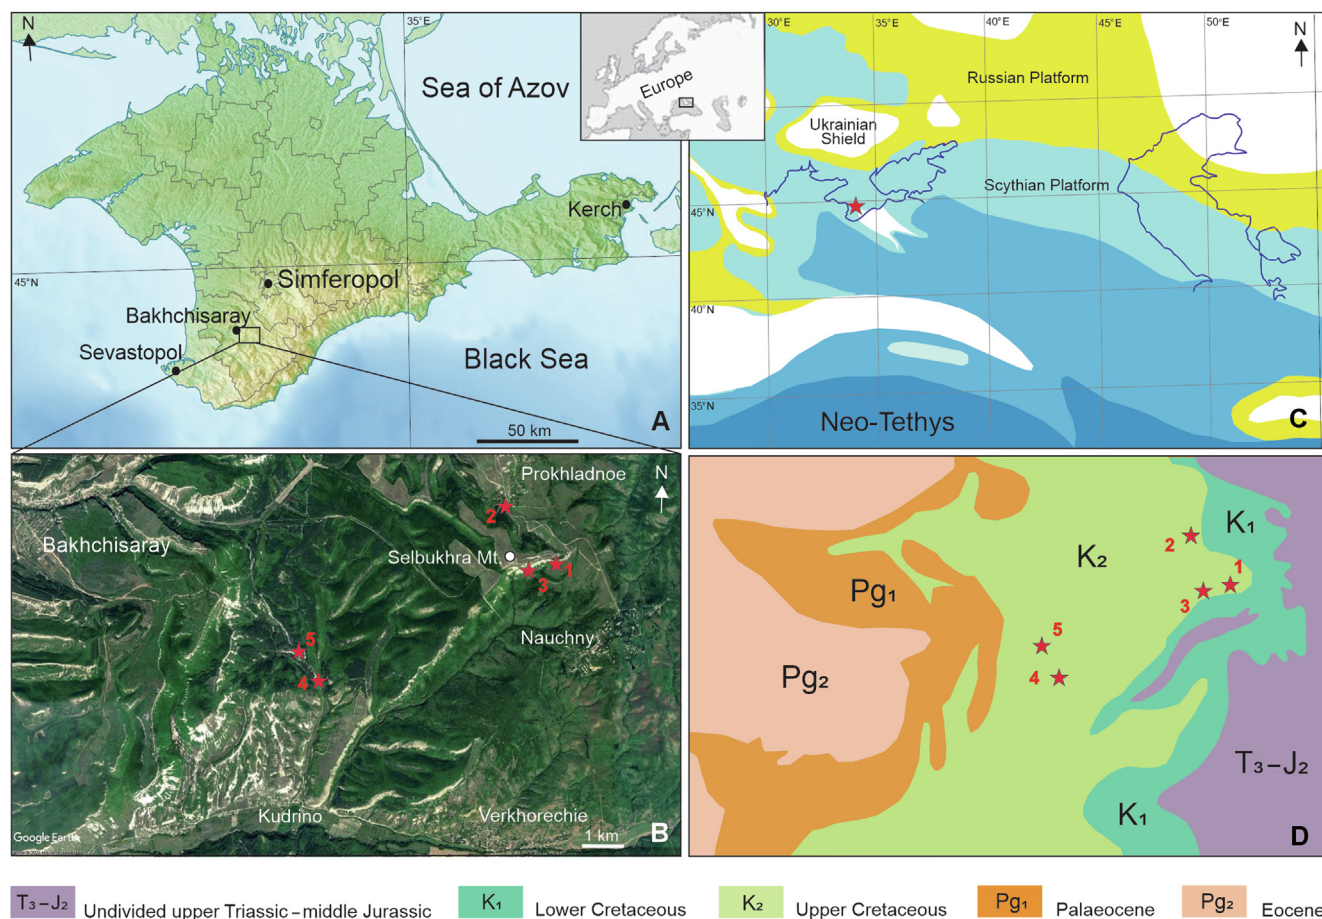 N
35°E
Sea of Azov
Europe
Kerch
45°N
Simferopol
Bakhchisaray
Sevastopol
Black Sea
A
50 km
30°E
35°E
40°E
45°E
50°E
N
Russian Platform
Ukrainian
Shield
Scythian Platform
45°N
40°N
35°N
Neo-Tethys
C
Prokhladnoe
N
2
Bakhchisaray
Selbukhra Mt.
1
3
Nauchny
5
4
Kudrino
Verkhorechie
Google Earth
1 km
B
K₁
2
K₂
1
3
Pg₁
5
4
Pg₂
T₃–J₂
K₁
D
T₃–J₂ Undivided upper Triassic–middle Jurassic
K₁ Lower Cretaceous
K₂ Upper Cretaceous
Pg₁ Palaeocene
Pg₂ Eocene